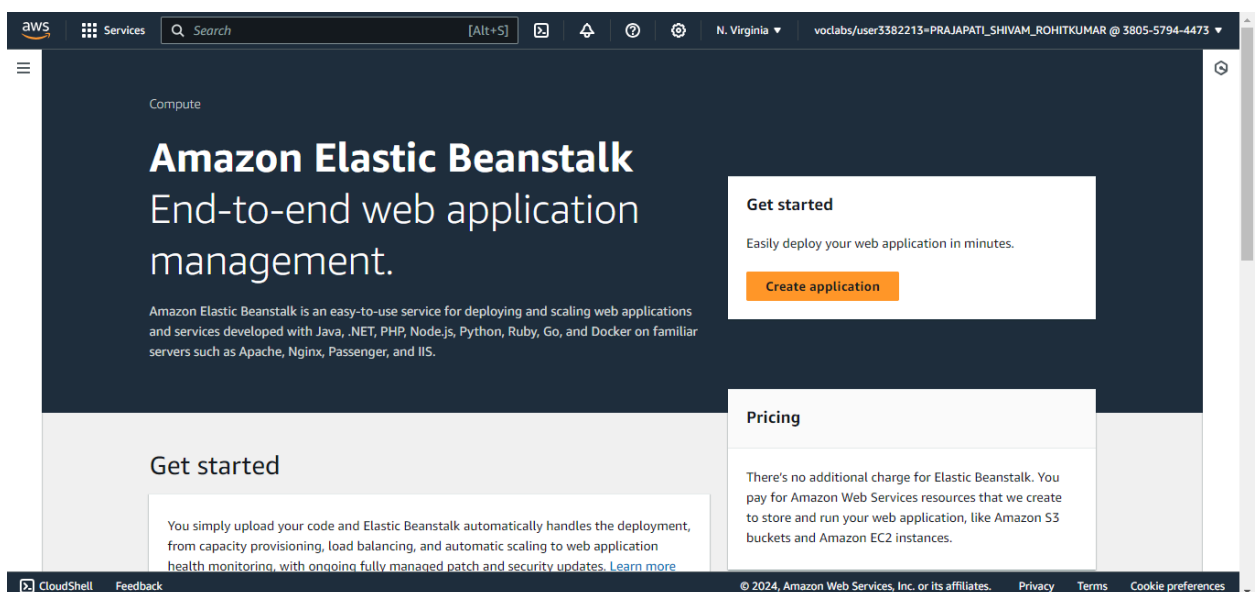 aws Services Search [Alt+S] N. Virginia ▼ voclabs/user3382213=PRAJAPATI_SHIVAM_ROHITKUMAR @ 3805-5794-4473 ▼
Compute
Amazon Elastic Beanstalk
End-to-end web application
management.
Amazon Elastic Beanstalk is an easy-to-use service for deploying and scaling web applications
and services developed with Java, .NET, PHP, Node.js, Python, Ruby, Go, and Docker on familiar
servers such as Apache, Nginx, Passenger, and IIS.
Get started
Easily deploy your web application in minutes.
Create application
Pricing
There's no additional charge for Elastic Beanstalk. You
pay for Amazon Web Services resources that we create
to store and run your web application, like Amazon S3
buckets and Amazon EC2 instances.
Get started
You simply upload your code and Elastic Beanstalk automatically handles the deployment,
from capacity provisioning, load balancing, and automatic scaling to web application
health monitoring, with ongoing fully managed patch and security updates. Learn more
CloudShell Feedback © 2024, Amazon Web Services, Inc. or its affiliates. Privacy Terms Cookie preferences